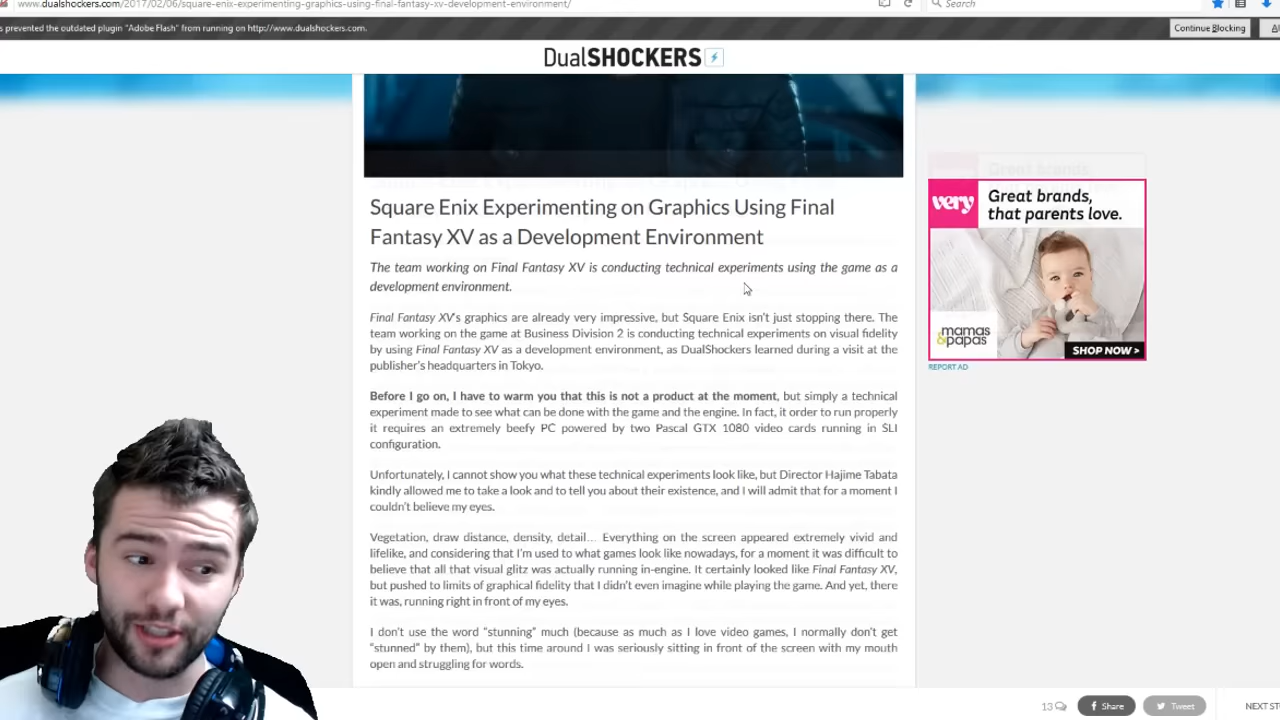 www.dualshockers.com/2017/02/06/square-enix-experimenting-graphics-using-final-fantasy-xv-development-environment/
Search
s prevented the outdated plugin "Adobe Flash" from running on http://www.dualshockers.com.
Continue Blocking
DualSHOCKERS
Square Enix Experimenting on Graphics Using Final
Fantasy XV as a Development Environment
The team working on Final Fantasy XV is conducting technical experiments using the game as a
development environment.
Final Fantasy XV's graphics are already very impressive, but Square Enix isn't just stopping there. The
team working on the game at Business Division 2 is conducting technical experiments on visual fidelity
by using Final Fantasy XV as a development environment, as DualShockers learned during a visit at the
publisher's headquarters in Tokyo.
Before I go on, I have to warm you that this is not a product at the moment, but simply a technical
experiment made to see what can be done with the game and the engine. In fact, it order to run properly
it requires an extremely beefy PC powered by two Pascal GTX 1080 video cards running in SLI
configuration.
Unfortunately, I cannot show you what these technical experiments look like, but Director Hajime Tabata
kindly allowed me to take a look and to tell you about their existence, and I will admit that for a moment I
couldn't believe my eyes.
Vegetation, draw distance, density, detail... Everything on the screen appeared extremely vivid and
lifelike, and considering that I'm used to what games look like nowadays, for a moment it was difficult to
believe that all that visual glitz was actually running in-engine. It certainly looked like Final Fantasy XV,
but pushed to limits of graphical fidelity that I didn't even imagine while playing the game. And yet, there
it was, running right in front of my eyes.
I don't use the word "stunning" much (because as much as I love video games, I normally don't get
"stunned" by them), but this time around I was seriously sitting in front of the screen with my mouth
open and struggling for words.
very
Great brands,
that parents love.
mamas
&papas
SHOP NOW >
REPORT AD
13
Share
Tweet
NEXT ST